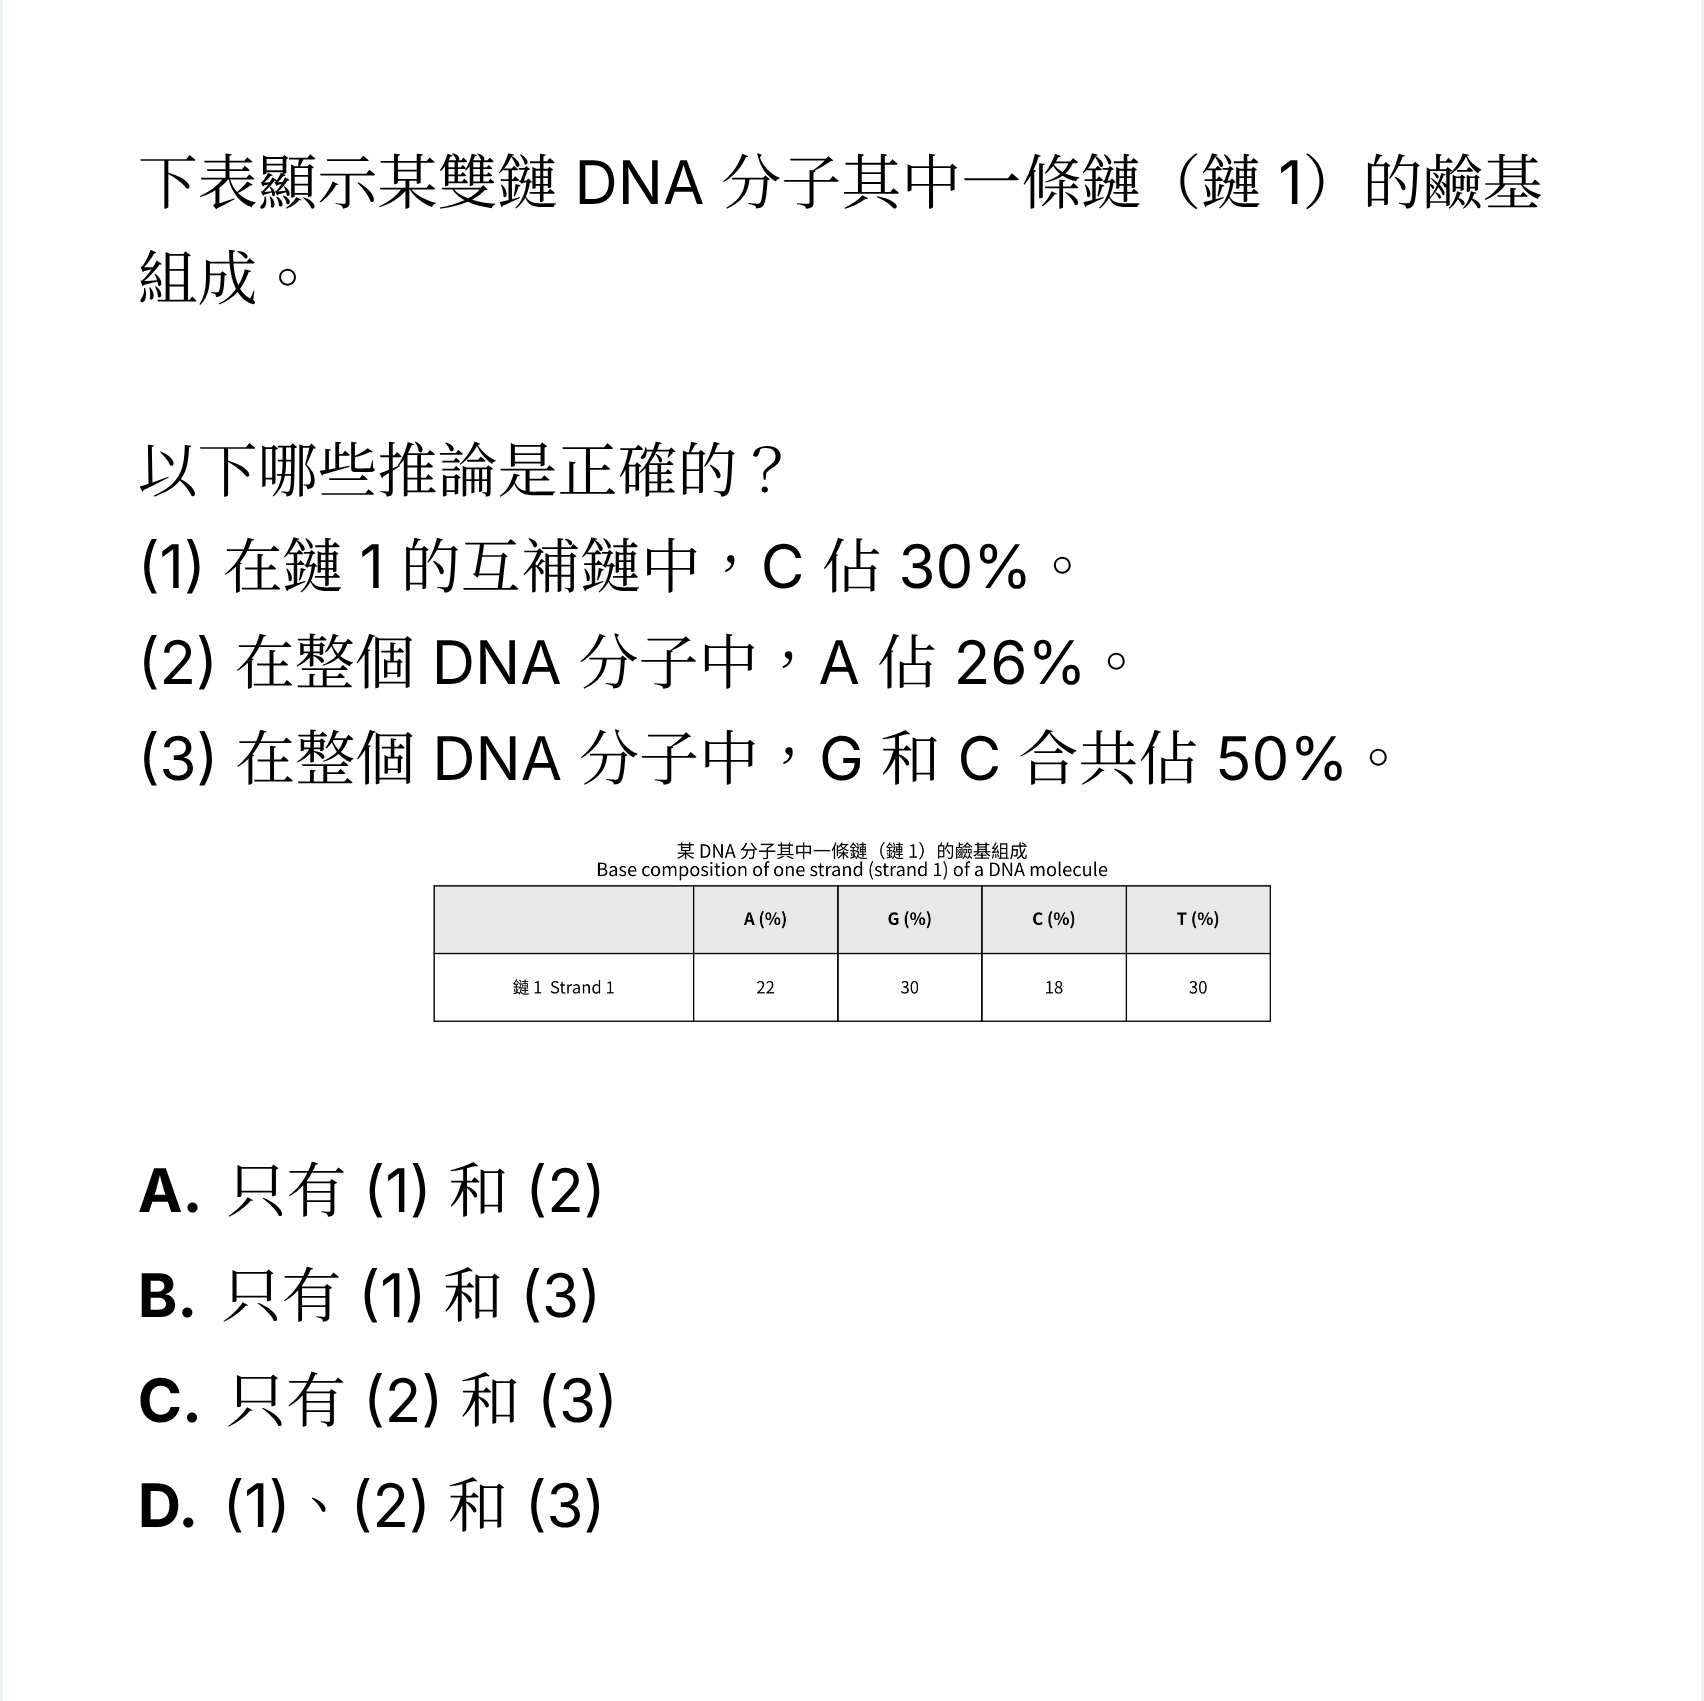 下表顯示某雙鏈 DNA 分子其中一條鏈（鏈 1）的鹼基
組成。
以下哪些推論是正確的？
(1) 在鏈 1 的互補鏈中，C 佔 30%。
(2) 在整個 DNA 分子中，A 佔 26%。
(3) 在整個 DNA 分子中，G 和 C 合共佔 50%。
某 DNA 分子其中一條鏈（鏈 1）的鹼基組成
Base composition of one strand (strand 1) of a DNA molecule
A (%) G (%) C (%) T (%)
鏈 1 Strand 1 22 30 18 30
A. 只有 (1) 和 (2)
B. 只有 (1) 和 (3)
C. 只有 (2) 和 (3)
D. (1)、(2) 和 (3)